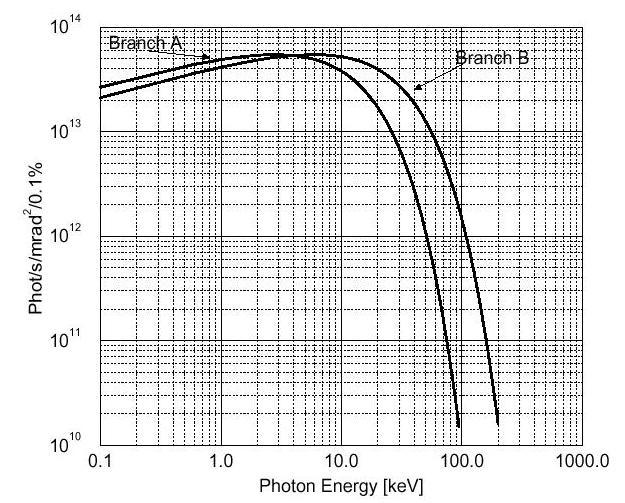 10^14
Branch A
Branch B
10^13
10^12
10^11
10^10
Phot/s/mrad^2/0.1%
0.1 1.0 10.0 100.0 1000.0
Photon Energy [keV]